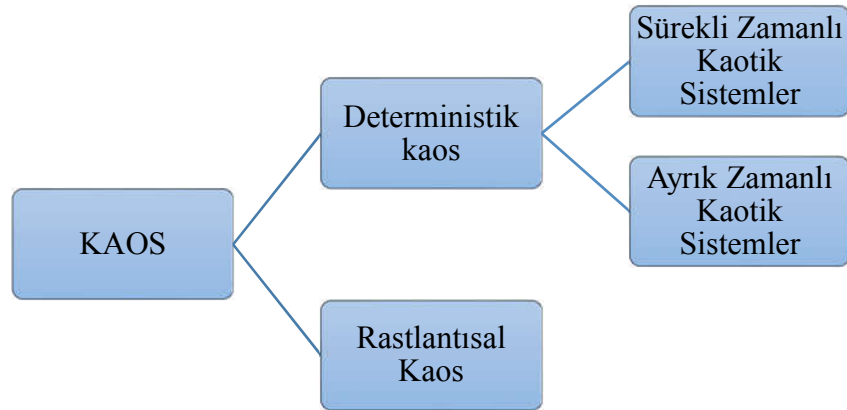 KAOS
Deterministik
kaos
Sürekli Zamanlı
Kaotik
Sistemler
Ayrık Zamanlı
Kaotik
Sistemler
Rastlantısal
Kaos